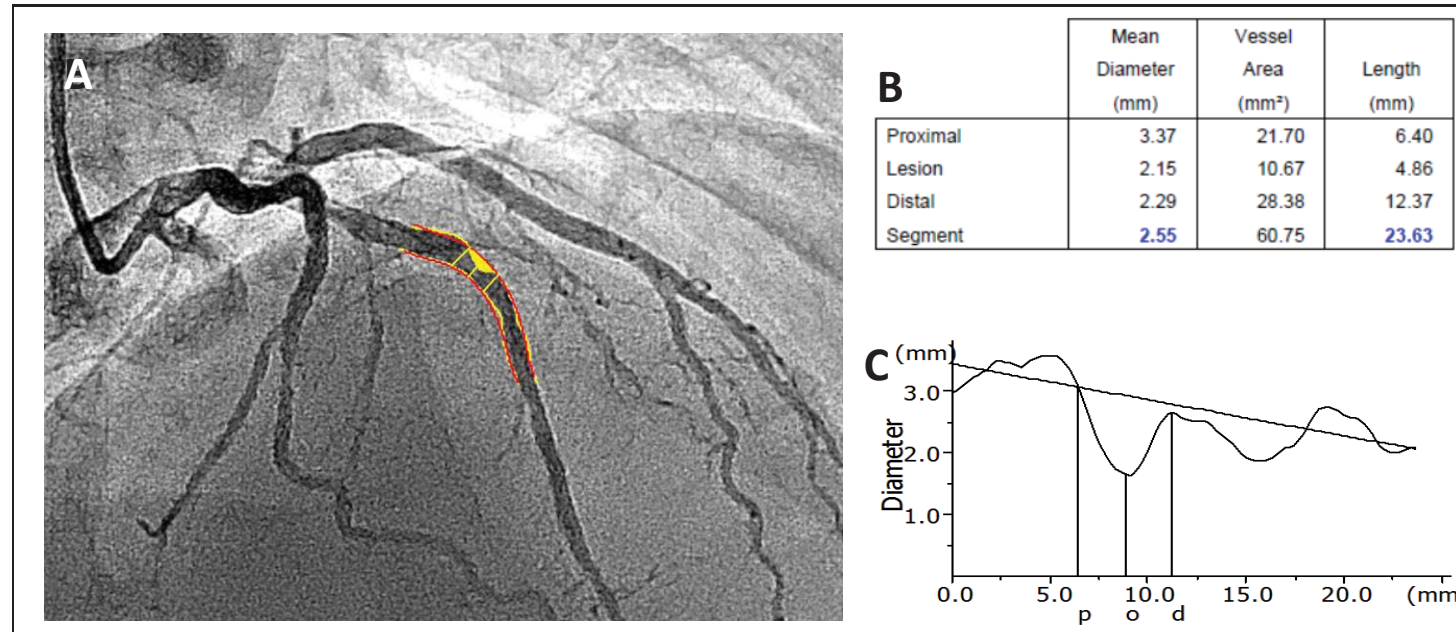 A
B
Mean Diameter (mm) Vessel Area (mm²) Length (mm)
Proximal 3.37 21.70 6.40
Lesion 2.15 10.67 4.86
Distal 2.29 28.38 12.37
Segment 2.55 60.75 23.63
C
(mm)
3.0
2.0
1.0
Diameter
0.0 5.0 10.0 15.0 20.0 (mm
p o d